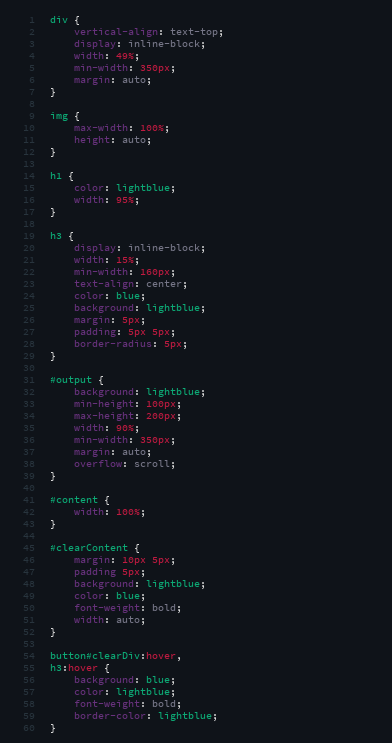 1 div {
2 vertical-align: text-top;
3 display: inline-block;
4 width: 49%;
5 min-width: 350px;
6 margin: auto;
7 }
8
9 img {
10 max-width: 100%;
11 height: auto;
12 }
13
14 h1 {
15 color: lightblue;
16 width: 95%;
17 }
18
19 h3 {
20 display: inline-block;
21 width: 15%;
22 min-width: 160px;
23 text-align: center;
24 color: blue;
25 background: lightblue;
26 margin: 5px;
27 padding: 5px 5px;
28 border-radius: 5px;
29 }
30
31 #output {
32 background: lightblue;
33 min-height: 100px;
34 max-height: 200px;
35 width: 90%;
36 min-width: 350px;
37 margin: auto;
38 overflow: scroll;
39 }
40
41 #content {
42 width: 100%;
43 }
44
45 #clearContent {
46 margin: 10px 5px;
47 padding 5px;
48 background: lightblue;
49 color: blue;
50 font-weight: bold;
51 width: auto;
52 }
53
54 button#clearDiv:hover,
55 h3:hover {
56 background: blue;
57 color: lightblue;
58 font-weight: bold;
59 border-color: lightblue;
60 }